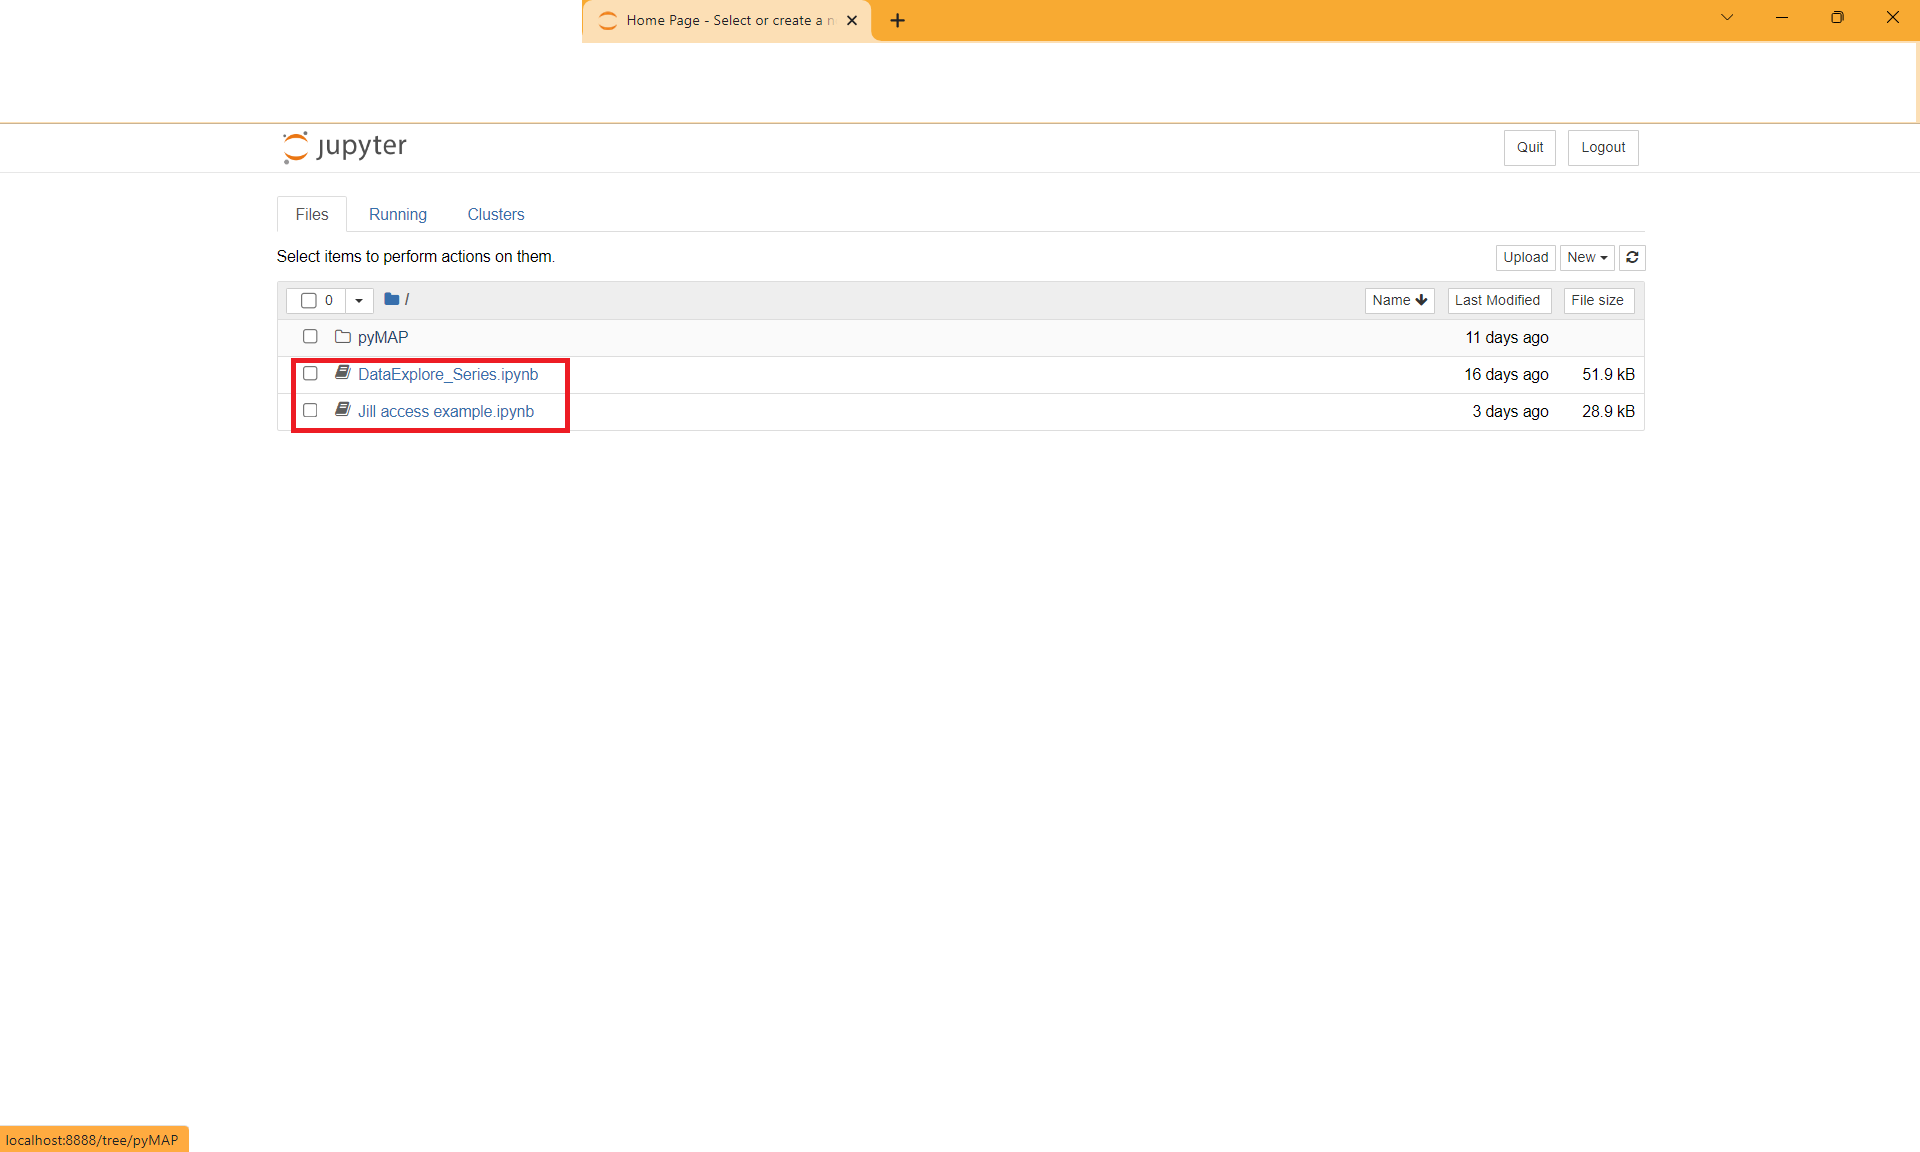 Home Page - Select or create a n
jupyter
Quit
Logout
Files
Running
Clusters
Select items to perform actions on them.
Upload
New
0
/
Name
Last Modified
File size
pyMAP
11 days ago
DataExplore_Series.ipynb
16 days ago
51.9 kB
Jill access example.ipynb
3 days ago
28.9 kB
localhost:8888/tree/pyMAP